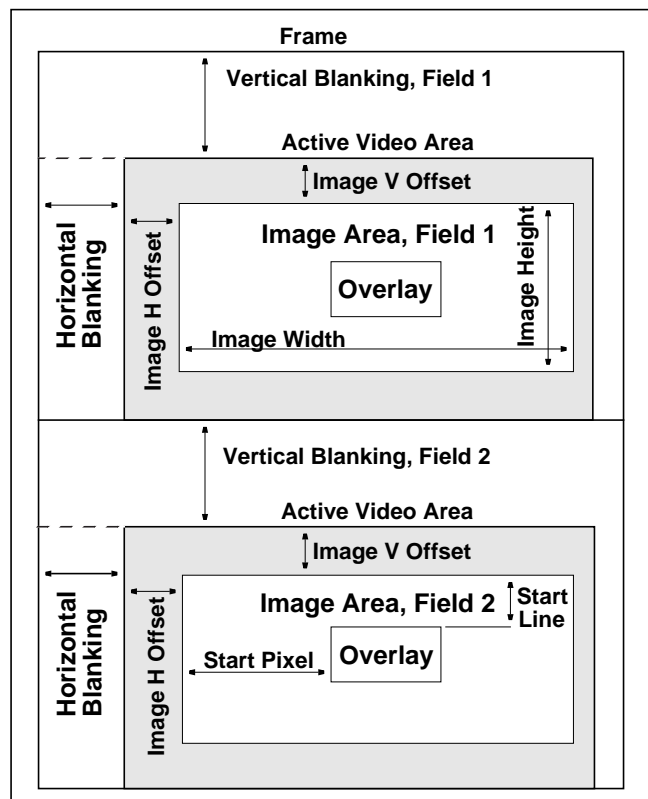 Frame
Vertical Blanking, Field 1
Active Video Area
Image V Offset
Horizontal
Blanking
Image H Offset
Image Area, Field 1
Image Height
Overlay
Image Width
Vertical Blanking, Field 2
Active Video Area
Image V Offset
Horizontal
Blanking
Image H Offset
Image Area, Field 2
Start
Line
Overlay
Start Pixel